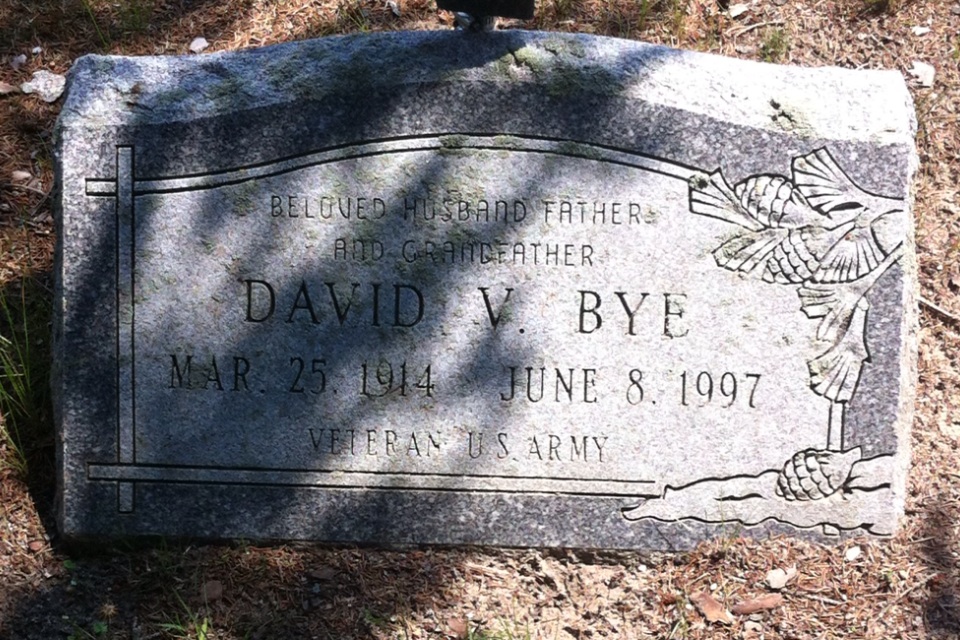 BELOVED HUSBAND FATHER
AND GRANDFATHER
DAVID V. BYE
MAR. 25. 1914 JUNE 8. 1997
VETERAN U.S. ARMY